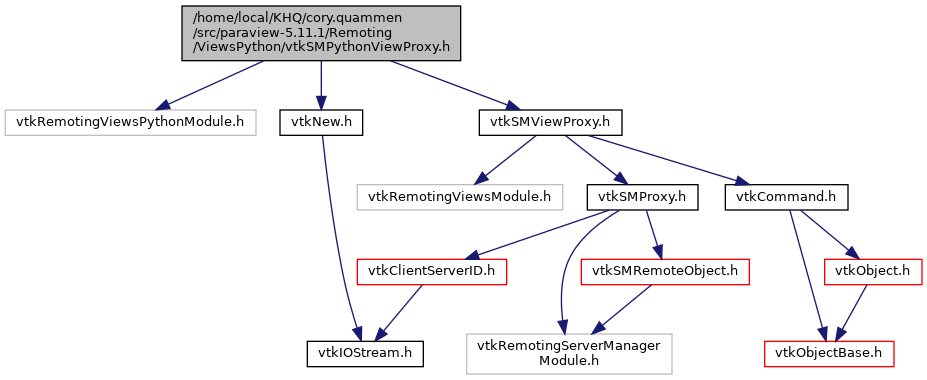 /home/local/KHQ/cory.quammen
/src/paraview-5.11.1/Remoting
/ViewsPython/vtkSMPythonViewProxy.h
vtkRemotingViewsPythonModule.h
vtkNew.h
vtkSMViewProxy.h
vtkRemotingViewsModule.h
vtkSMProxy.h
vtkCommand.h
vtkClientServerID.h
vtkSMRemoteObject.h
vtkObject.h
vtkIOStream.h
vtkRemotingServerManager
Module.h
vtkObjectBase.h